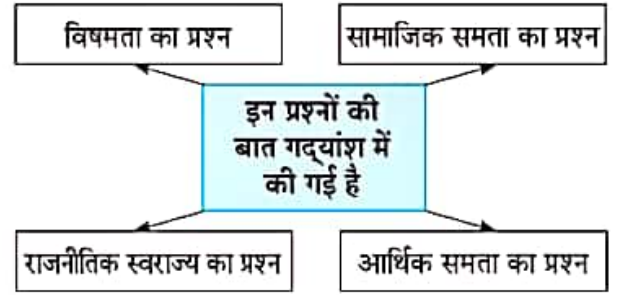 विषमता का प्रश्न
सामाजिक समता का प्रश्न
इन प्रश्नों की
बात गद्यांश में
की गई है
राजनीतिक स्वराज्य का प्रश्न
आर्थिक समता का प्रश्न